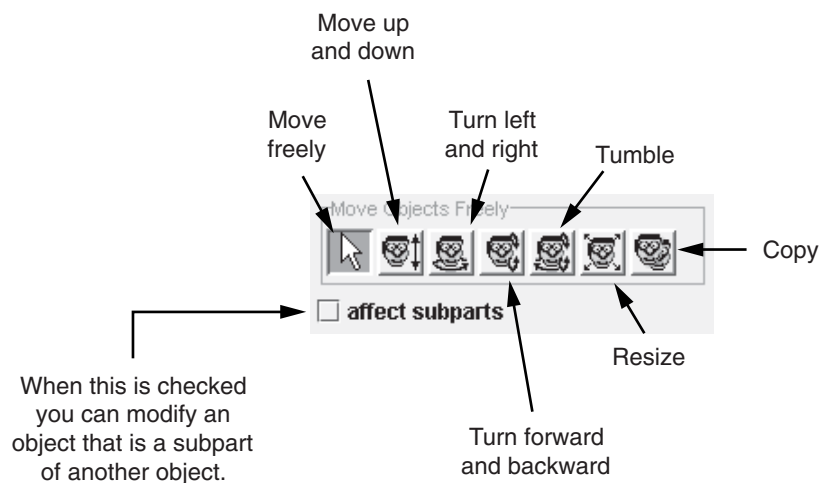 Move up
and down
Move
freely
Turn left
and right
Tumble
Move Objects Freely
Copy
affect subparts
Resize
When this is checked
you can modify an
object that is a subpart
of another object.
Turn forward
and backward